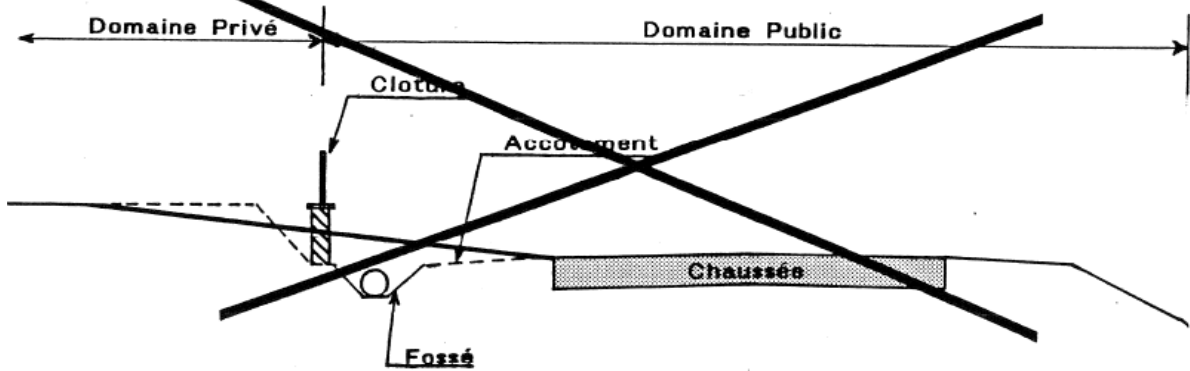 Domaine Privé
Domaine Public
Cloture
Accotement
Chaussée
Fossé